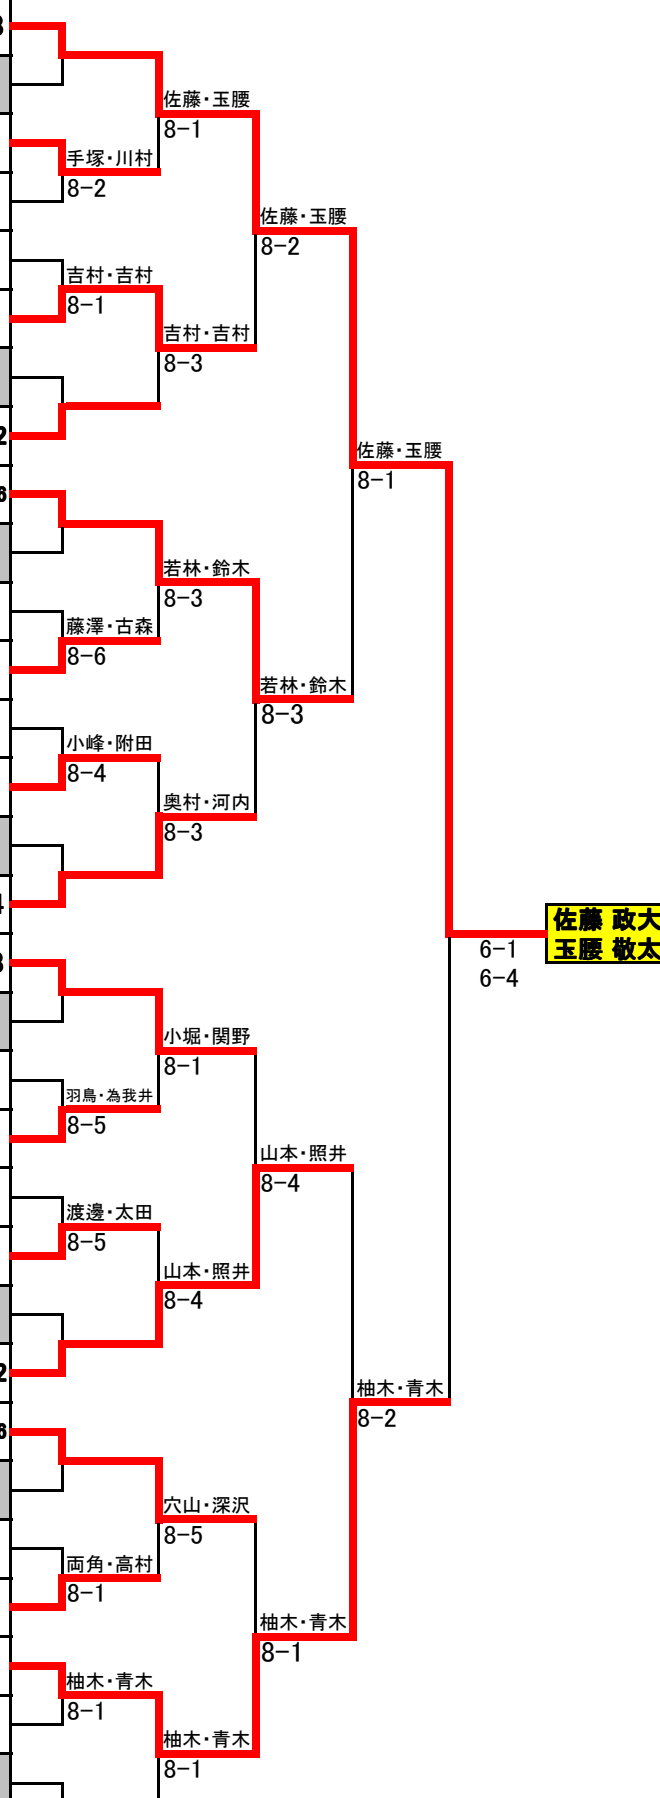 佐藤・玉腰
8-1
手塚・川村
8-2
佐藤・玉腰
8-2
吉村・吉村
8-1
吉村・吉村
8-3
2
佐藤・玉腰
8-1
6
若林・鈴木
8-3
藤澤・古森
8-6
若林・鈴木
8-3
小峰・附田
8-4
奥村・河内
8-3
佐藤 政大
玉腰 敬太
6-1
6-4
小堀・関野
8-1
羽鳥・為我井
8-5
山本・照井
8-4
渡邊・太田
8-5
山本・照井
8-4
2
柚木・青木
8-2
6
穴山・深沢
8-5
両角・高村
8-1
柚木・青木
8-1
柚木・青木
8-1
柚木・青木
8-1